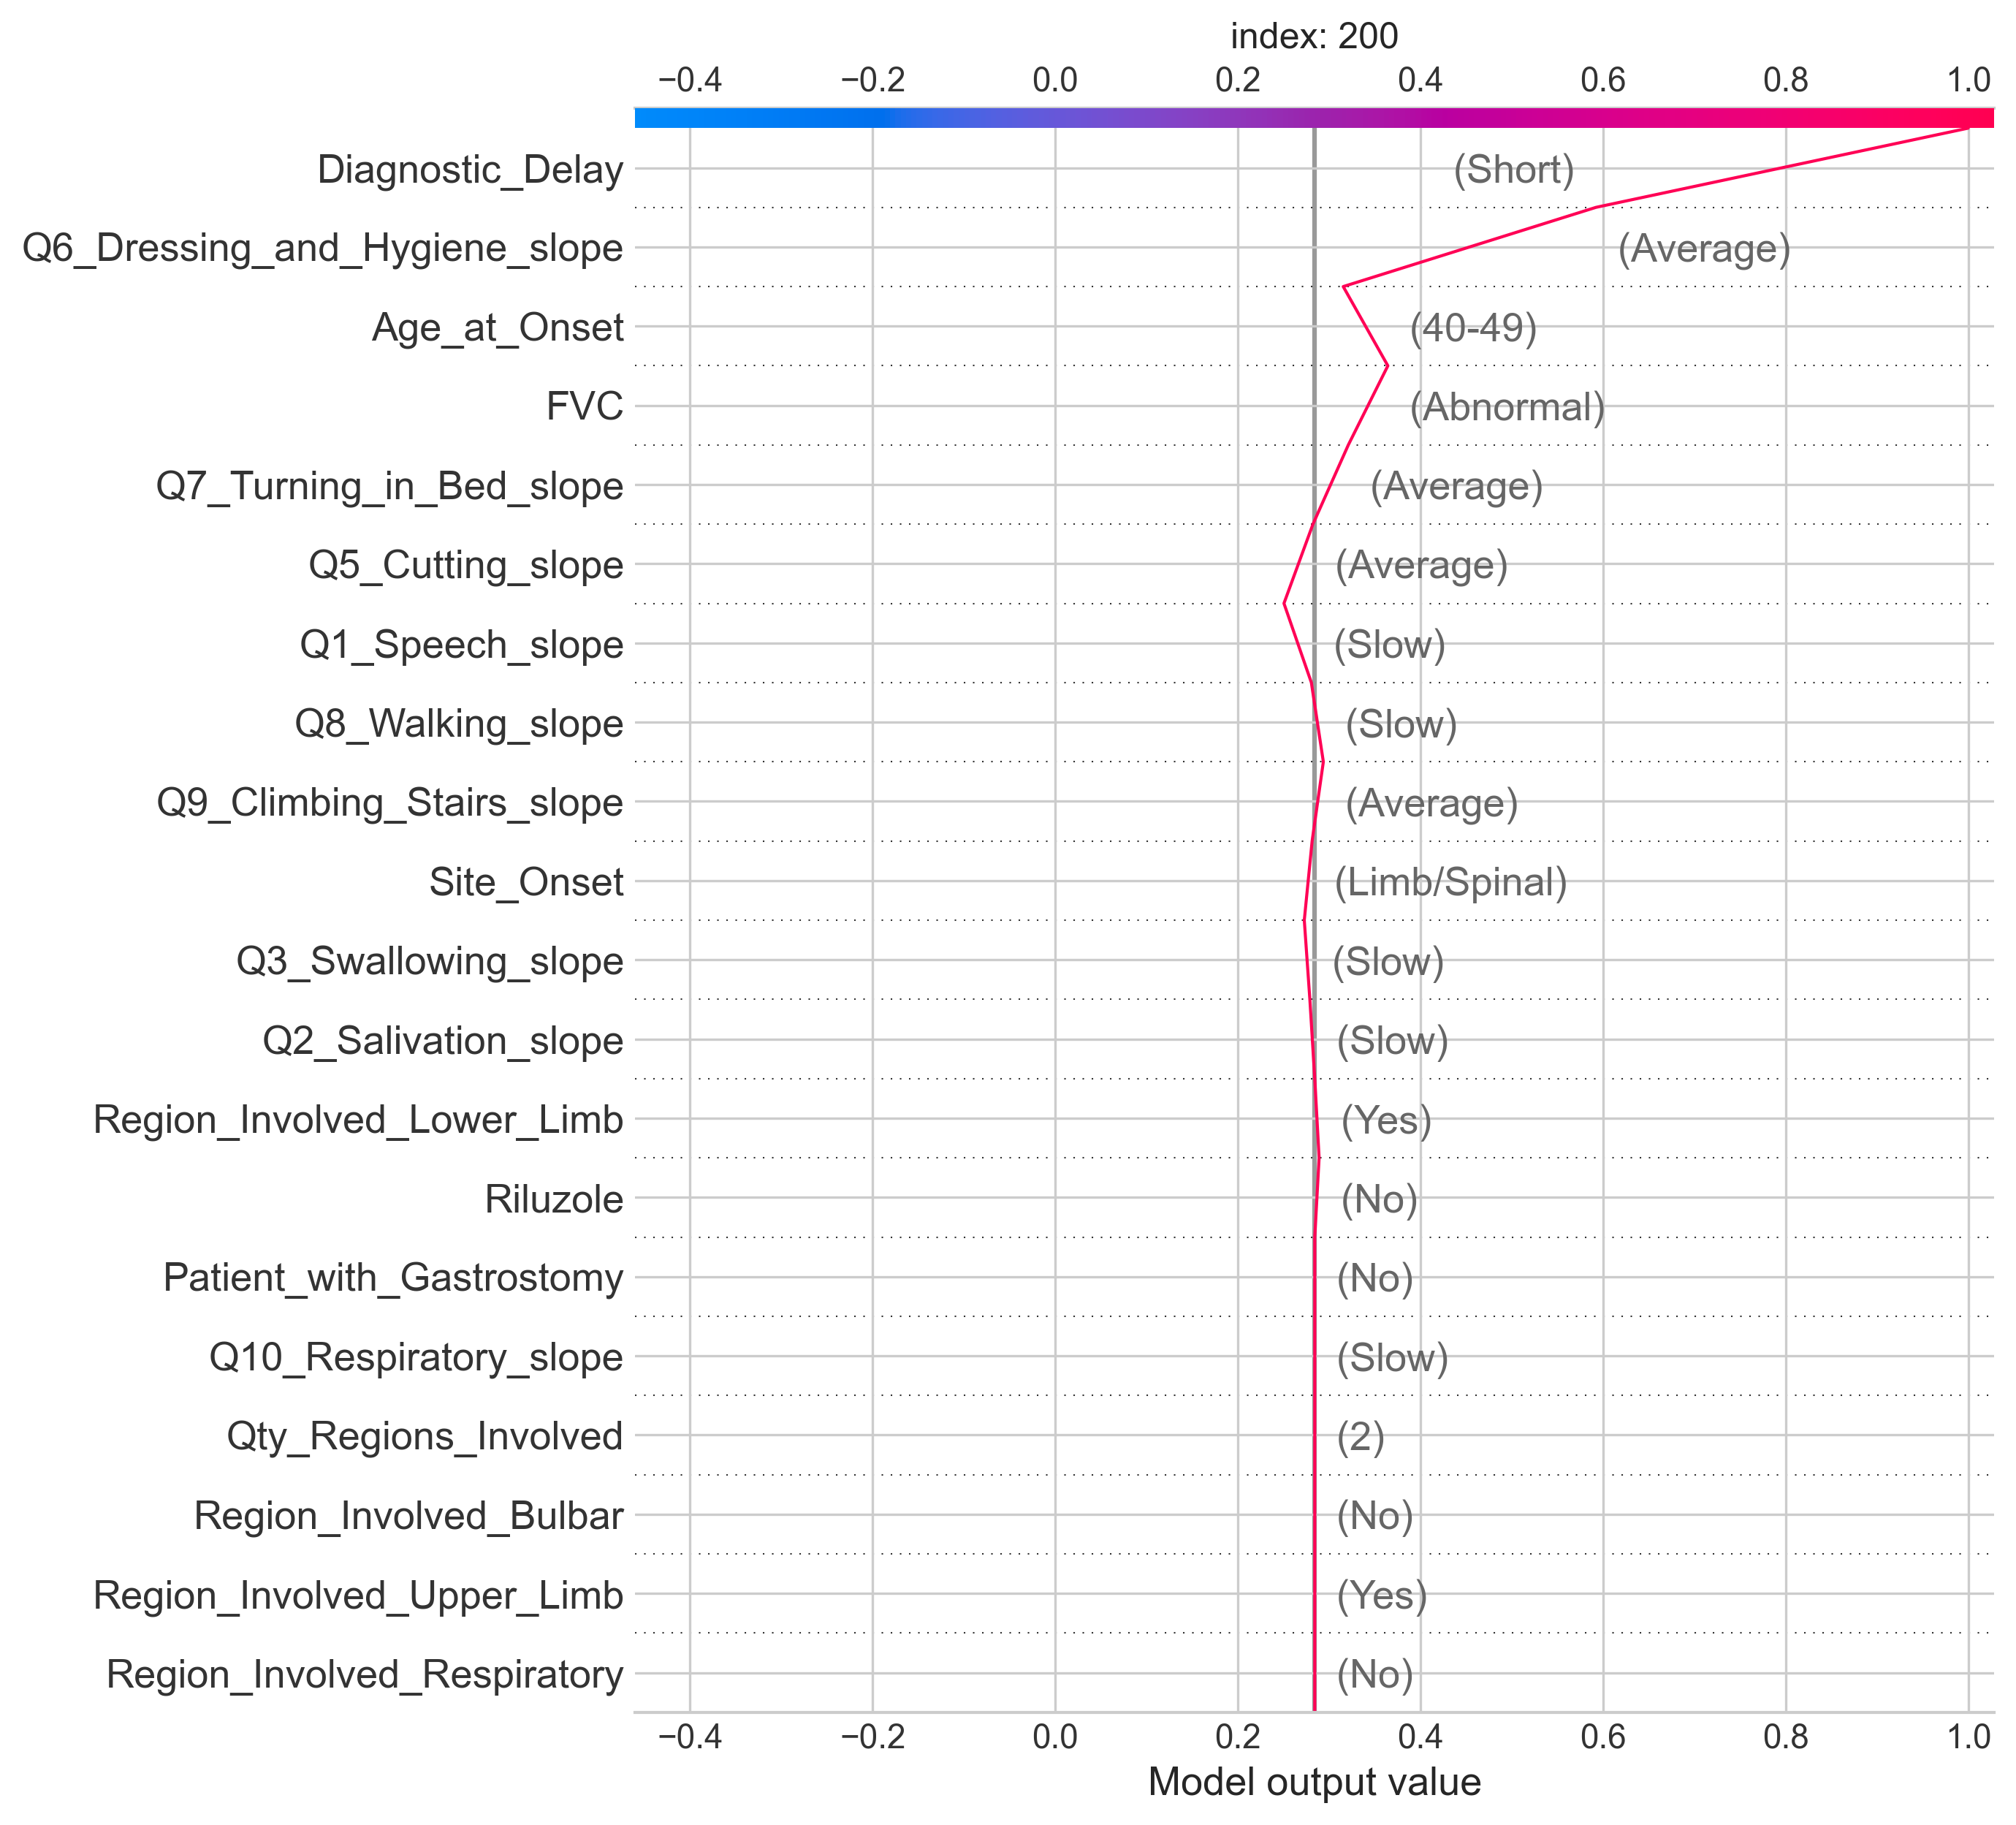 index: 200
−0.4 −0.2 0.0 0.2 0.4 0.6 0.8 1.0
Diagnostic_Delay (Short)
Q6_Dressing_and_Hygiene_slope (Average)
Age_at_Onset (40-49)
FVC (Abnormal)
Q7_Turning_in_Bed_slope (Average)
Q5_Cutting_slope (Average)
Q1_Speech_slope (Slow)
Q8_Walking_slope (Slow)
Q9_Climbing_Stairs_slope (Average)
Site_Onset (Limb/Spinal)
Q3_Swallowing_slope (Slow)
Q2_Salivation_slope (Slow)
Region_Involved_Lower_Limb (Yes)
Riluzole (No)
Patient_with_Gastrostomy (No)
Q10_Respiratory_slope (Slow)
Qty_Regions_Involved (2)
Region_Involved_Bulbar (No)
Region_Involved_Upper_Limb (Yes)
Region_Involved_Respiratory (No)
−0.4 −0.2 0.0 0.2 0.4 0.6 0.8 1.0
Model output value